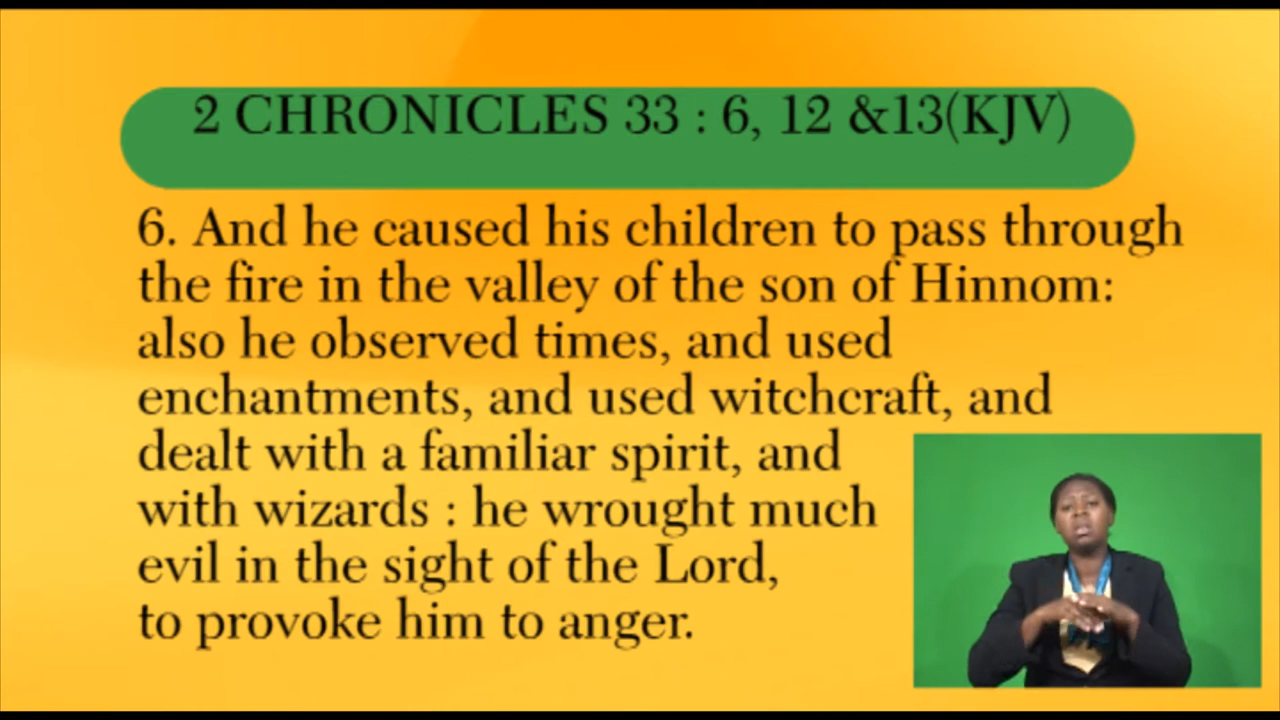 2 CHRONICLES 33 : 6, 12 &13(KJV)
6. And he caused his children to pass through
the fire in the valley of the son of Hinnom:
also he observed times, and used
enchantments, and used witchcraft, and
dealt with a familiar spirit, and
with wizards : he wrought much
evil in the sight of the Lord,
to provoke him to anger.